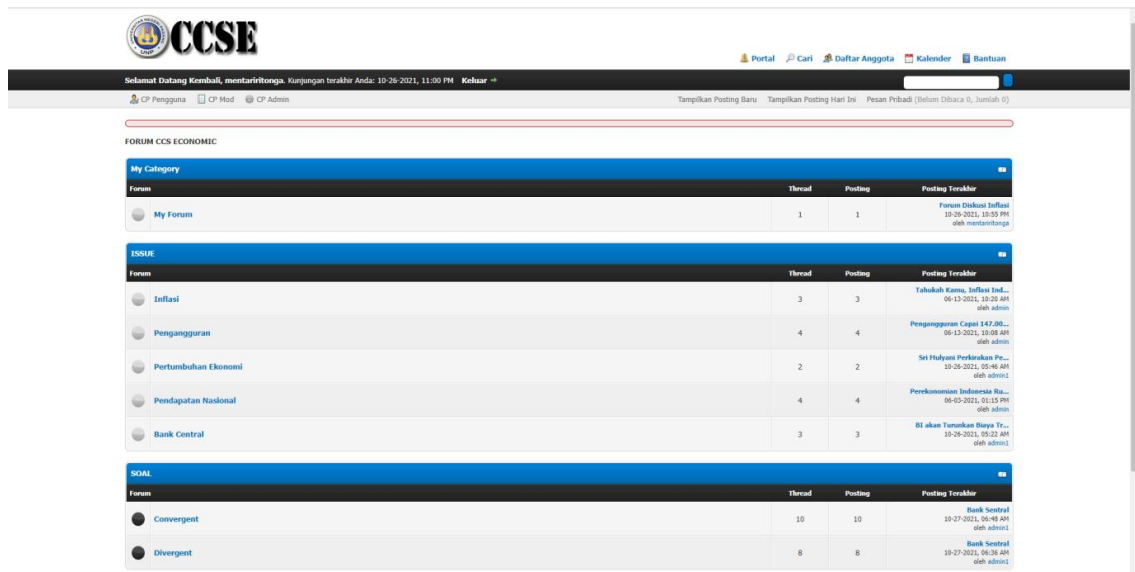 CCSE
UNP
Portal Cari Daftar Anggota Kalender Bantuan
Selamat Datang Kembali, mentariritonga. Kunjungan terakhir Anda: 10-26-2021, 11:00 PM Keluar
CP Pengguna CP Mod CP Admin Tampilkan Posting Baru Tampilkan Posting Hari Ini Pesan Pribadi (Belum Dibaca 0, Jumlah 0)
FORUM CCS ECONOMIC
My Category
Forum Thread Posting Posting Terakhir
My Forum 1 1 Forum Diskusi Inflasi
10-26-2021, 10:55 PM
oleh mentariritonga
ISSUE
Forum Thread Posting Posting Terakhir
Inflasi 3 3 Tahukah Kamu, Inflasi Ind...
06-13-2021, 10:20 AM
oleh admin
Pengangguran 4 4 Pengangguran Capai 147.00...
06-13-2021, 10:08 AM
oleh admin
Pertumbuhan Ekonomi 2 2 Sri Mulyani Perkirakan Pe...
10-26-2021, 05:46 AM
oleh admin1
Pendapatan Nasional 4 4 Perekonomian Indonesia Ru...
06-03-2021, 01:15 PM
oleh admin
Bank Central 3 3 BI akan Turunkan Biaya Tr...
10-26-2021, 05:22 AM
oleh admin1
SOAL
Forum Thread Posting Posting Terakhir
Convergent 10 10 Bank Sentral
10-27-2021, 06:48 AM
oleh admin1
Divergent 8 8 Bank Sentral
10-27-2021, 06:36 AM
oleh admin1